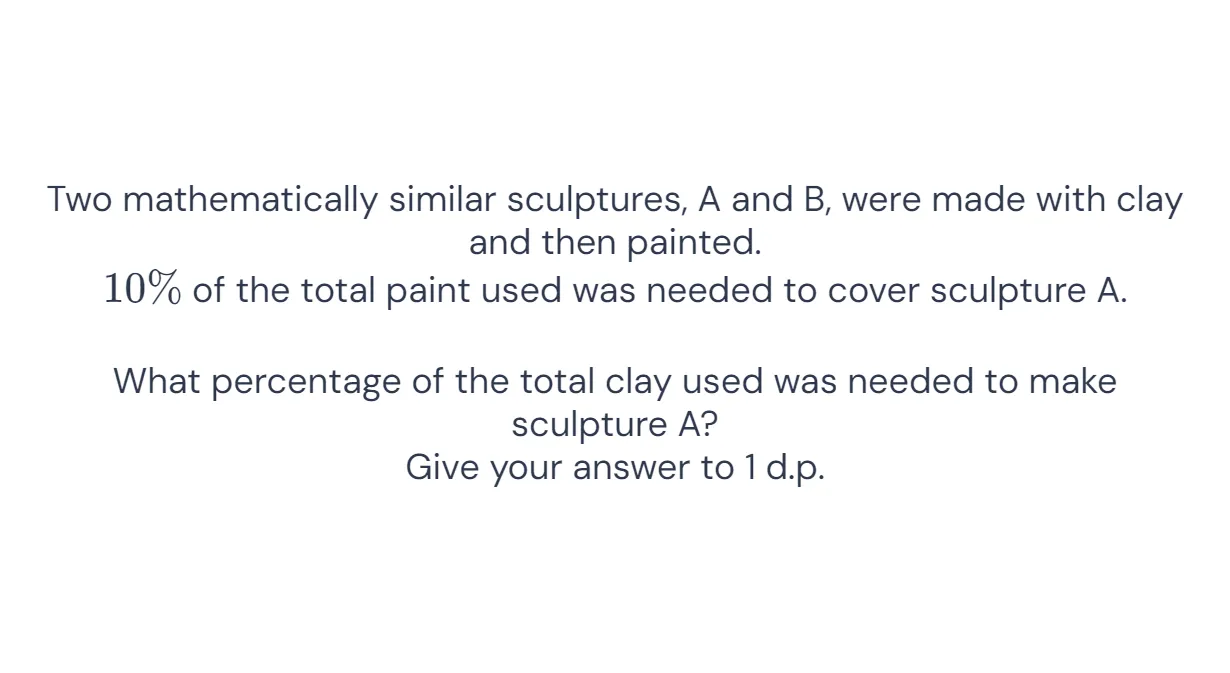 Two mathematically similar sculptures, A and B, were made with clay
and then painted.
10% of the total paint used was needed to cover sculpture A.
What percentage of the total clay used was needed to make
sculpture A?
Give your answer to 1 d.p.